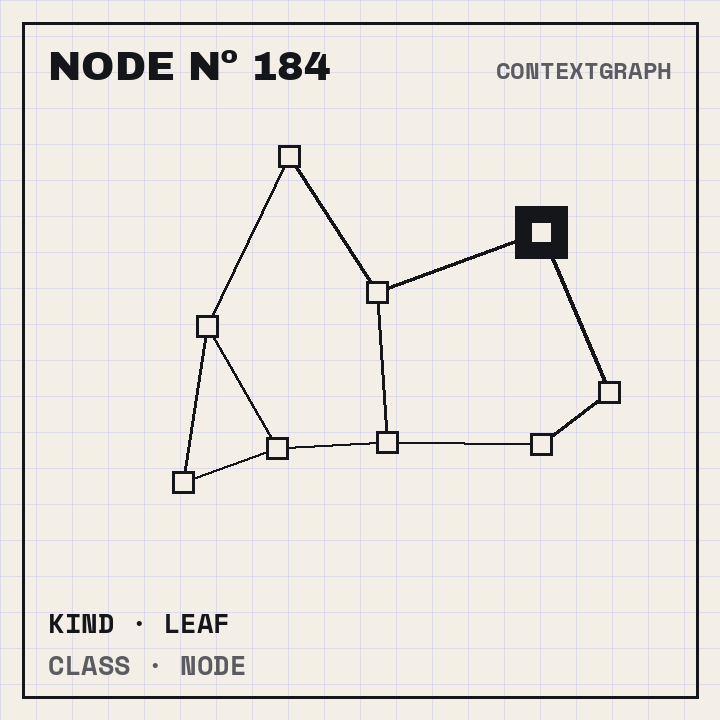 NODE Nº 184
CONTEXTGRAPH
KIND · LEAF
CLASS · NODE